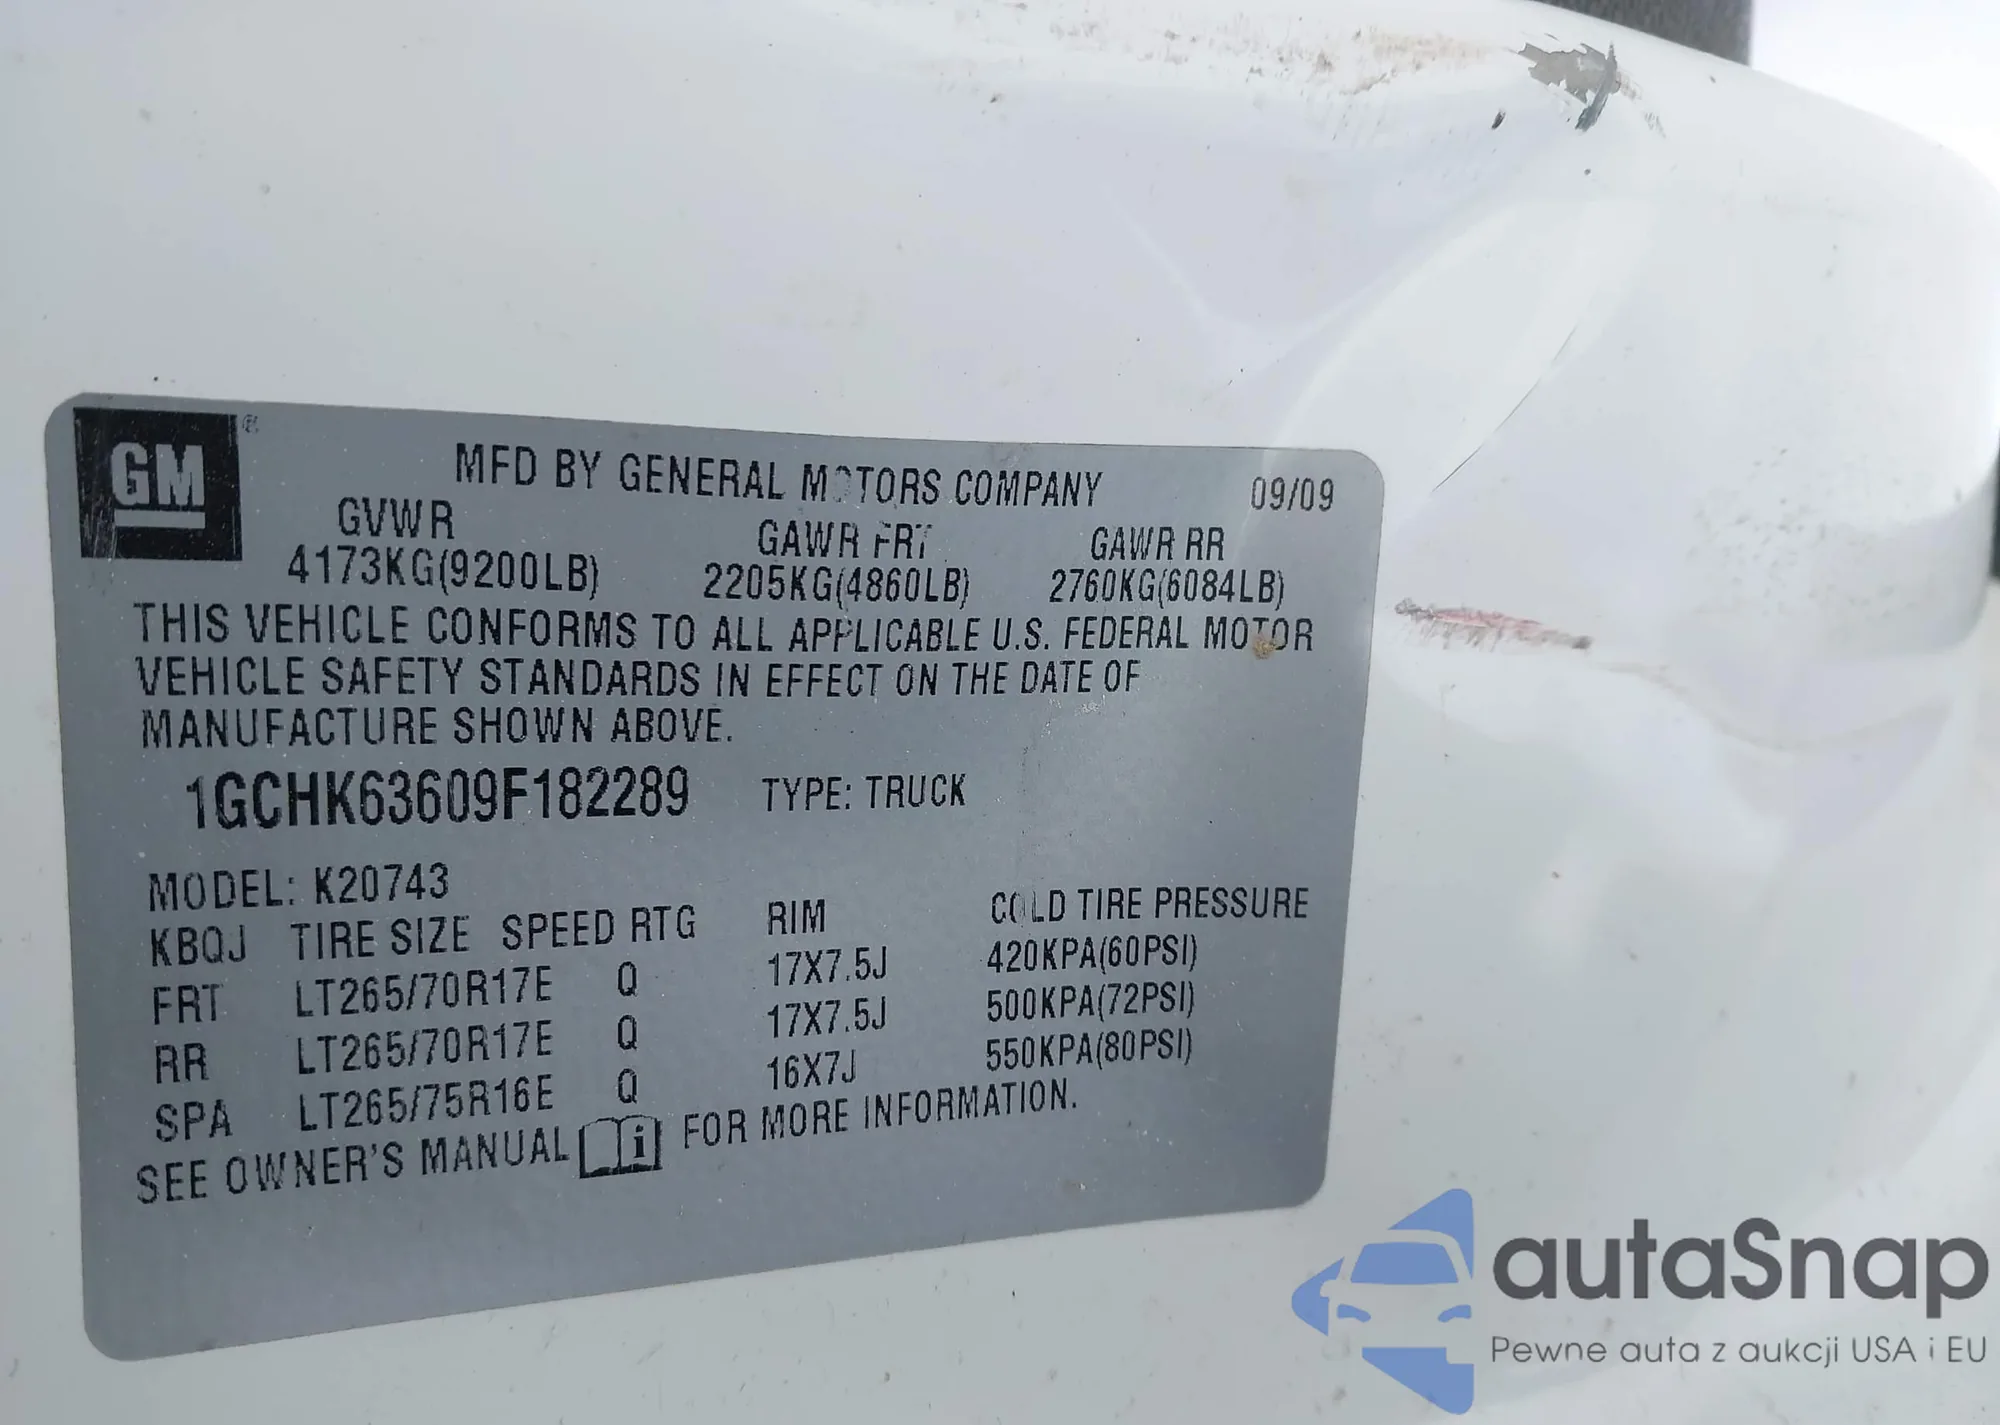 GM ®
MFD BY GENERAL MOTORS COMPANY 09/09
GVWR GAWR FRT GAWR RR
4173KG(9200LB) 2205KG(4860LB) 2760KG(6084LB)
THIS VEHICLE CONFORMS TO ALL APPLICABLE U.S. FEDERAL MOTOR
VEHICLE SAFETY STANDARDS IN EFFECT ON THE DATE OF
MANUFACTURE SHOWN ABOVE.
1GCHK63609F182289 TYPE: TRUCK
MODEL: K20743
KBQJ TIRE SIZE SPEED RTG RIM COLD TIRE PRESSURE
FRT LT265/70R17E Q 17X7.5J 420KPA(60PSI)
RR LT265/70R17E Q 17X7.5J 500KPA(72PSI)
SPA LT265/75R16E Q 16X7J 550KPA(80PSI)
SEE OWNER'S MANUAL i FOR MORE INFORMATION.
autaSnap
Pewne auta z aukcji USA i EU